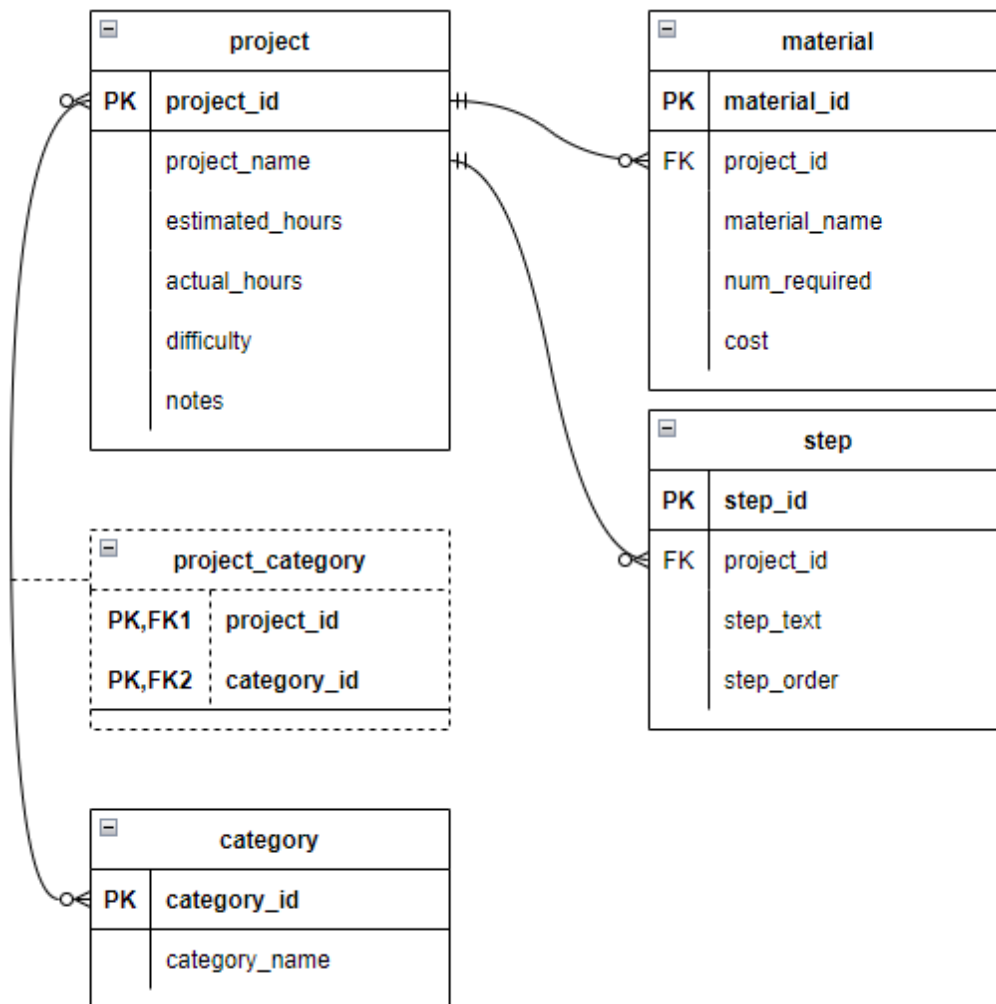 project
PK project_id
project_name
estimated_hours
actual_hours
difficulty
notes
material
PK material_id
FK project_id
material_name
num_required
cost
step
PK step_id
FK project_id
step_text
step_order
project_category
PK,FK1 project_id
PK,FK2 category_id
category
PK category_id
category_name